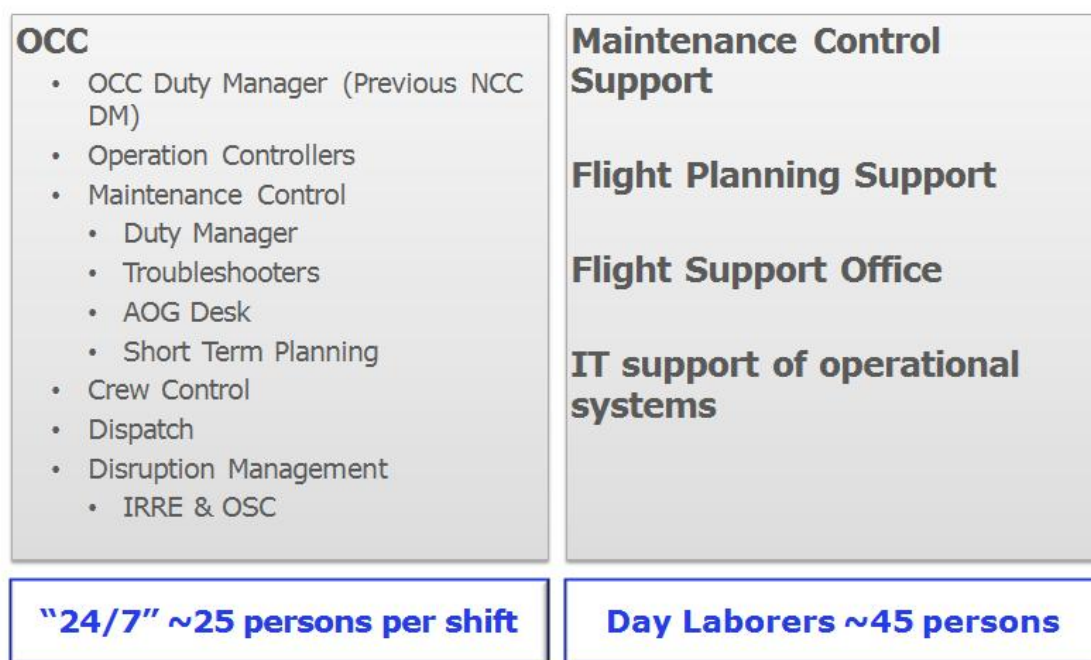 OCC
• OCC Duty Manager (Previous NCC
DM)
• Operation Controllers
• Maintenance Control
• Duty Manager
• Troubleshooters
• AOG Desk
• Short Term Planning
• Crew Control
• Dispatch
• Disruption Management
• IRRE & OSC
“24/7” ~25 persons per shift
Maintenance Control
Support
Flight Planning Support
Flight Support Office
IT support of operational
systems
Day Laborers ~45 persons